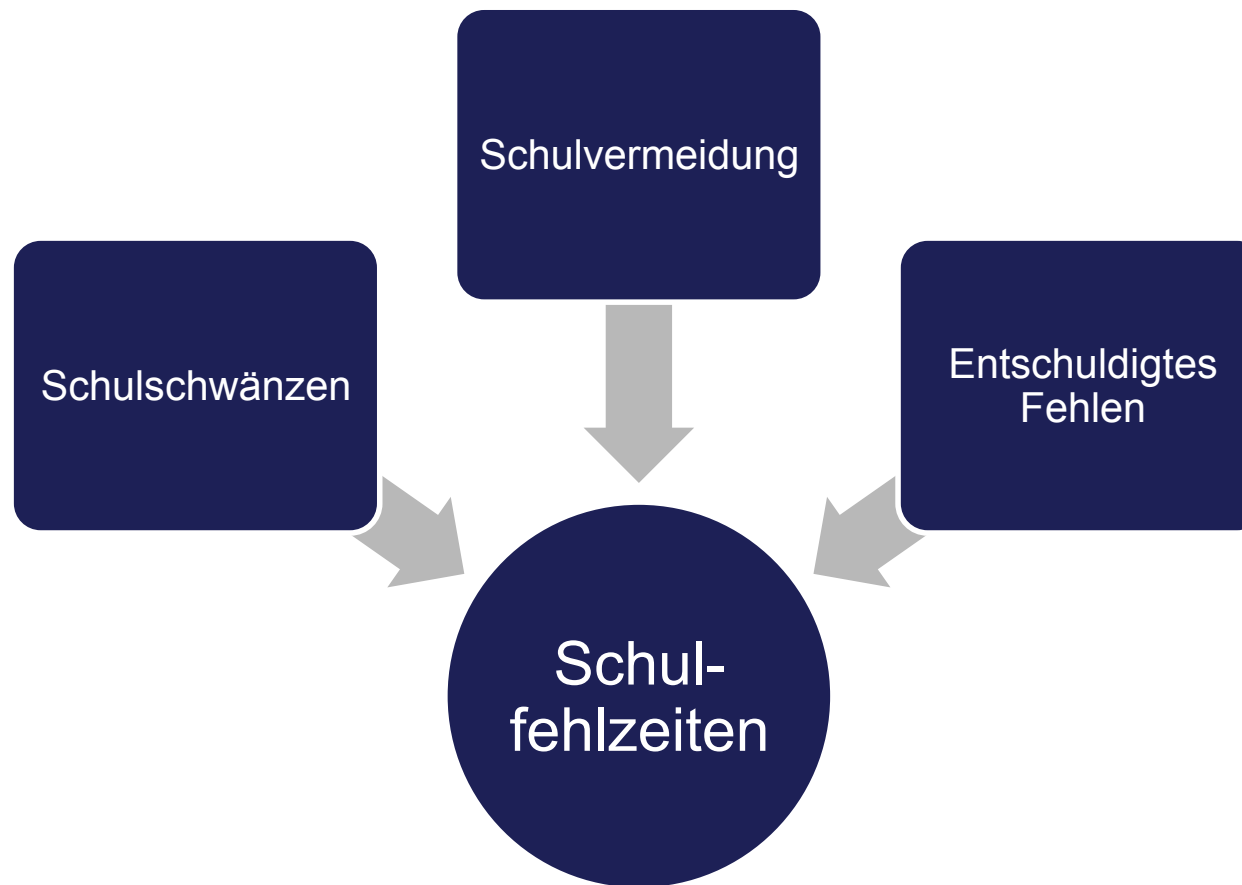 Schulvermeidung
Schulschwänzen
Entschuldigtes
Fehlen
Schul-
fehlzeiten